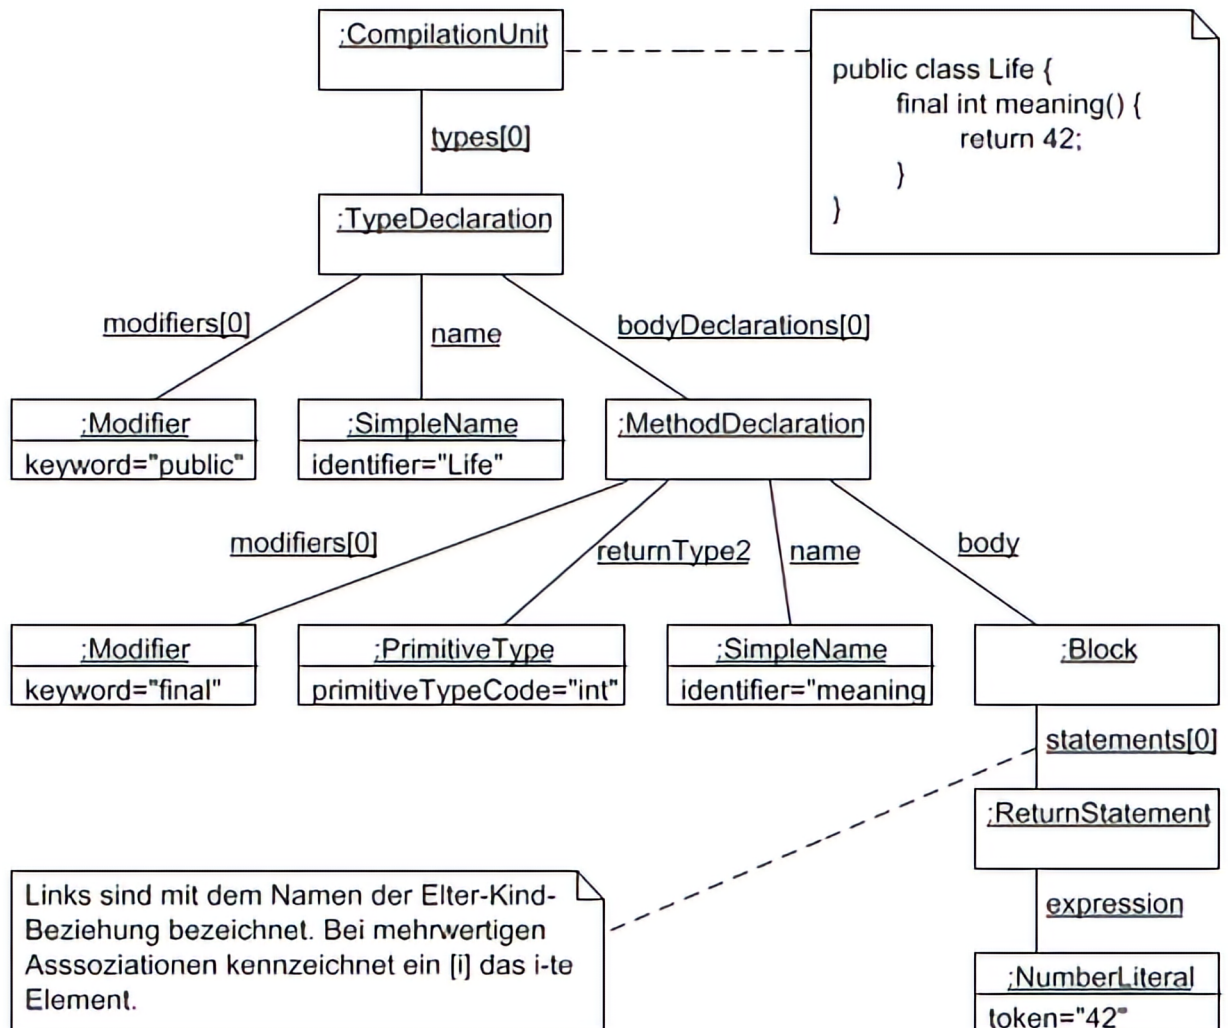 :CompilationUnit
public class Life {
final int meaning() {
return 42;
}
}
types[0]
:TypeDeclaration
modifiers[0]
name
bodyDeclarations[0]
:Modifier
keyword="public"
:SimpleName
identifier="Life"
:MethodDeclaration
modifiers[0]
returnType2
name
body
:Modifier
keyword="final"
:PrimitiveType
primitiveTypeCode="int"
:SimpleName
identifier="meaning
:Block
statements[0]
:ReturnStatement
Links sind mit dem Namen der Elter-Kind-
Beziehung bezeichnet. Bei mehrwertigen
Asssoziationen kennzeichnet ein [i] das i-te
Element.
expression
:NumberLiteral
token="42"